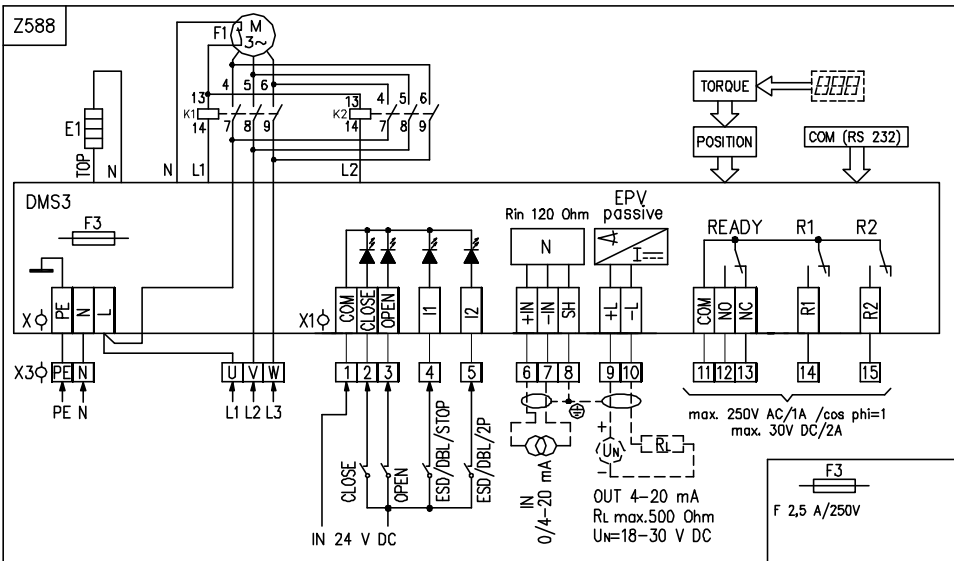 Z588
F1
M
3~
4 5 6
13
K1
14
7 8 9
13
K2
14
4 5 6
7 8 9
E1
TOP
N
N
L1
L2
TORQUE
POSITION
COM (RS 232)
DMS3
F3
Rin 120 Ohm
N
EPV
passive
I
READY
R1
R2
X
PE
N
L
X1
COM
CLOSE
OPEN
I1
I2
+IN
-IN
SH
+L
-L
COM
NO
NC
R1
R2
X3
PE N
U V W
1 2 3 4 5 6 7 8 9 10 11 12 13 14 15
PE N
L1 L2 L3
CLOSE
OPEN
ESD/DBL/STOP
ESD/DBL/2P
IN 24 V DC
IN
0/4-20 mA
+
UN
−
RL
OUT 4-20 mA
RL max.500 Ohm
UN=18-30 V DC
max. 250V AC/1A /cos phi=1
max. 30V DC/2A
F3
F 2,5 A/250V